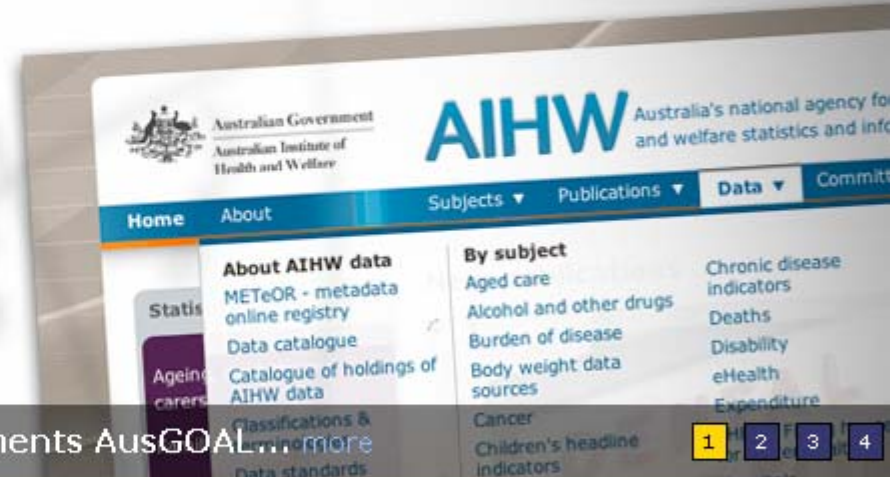 Australian Government
Australian Institute of
Health and Welfare
AIHW
Australia's national agency for
and welfare statistics and info
Home About Subjects ▼ Publications ▼ Data ▼ Committ
About AIHW data
METeOR - metadata
online registry
Data catalogue
Catalogue of holdings of
AIHW data
Classifications &
Data standards
By subject
Aged care
Alcohol and other drugs
Burden of disease
Body weight data
sources
Cancer
Children's headline
indicators
Chronic disease
indicators
Deaths
Disability
eHealth
Expenditure
Statis
Ageing
carers
ments AusGOAL... more
1 2 3 4